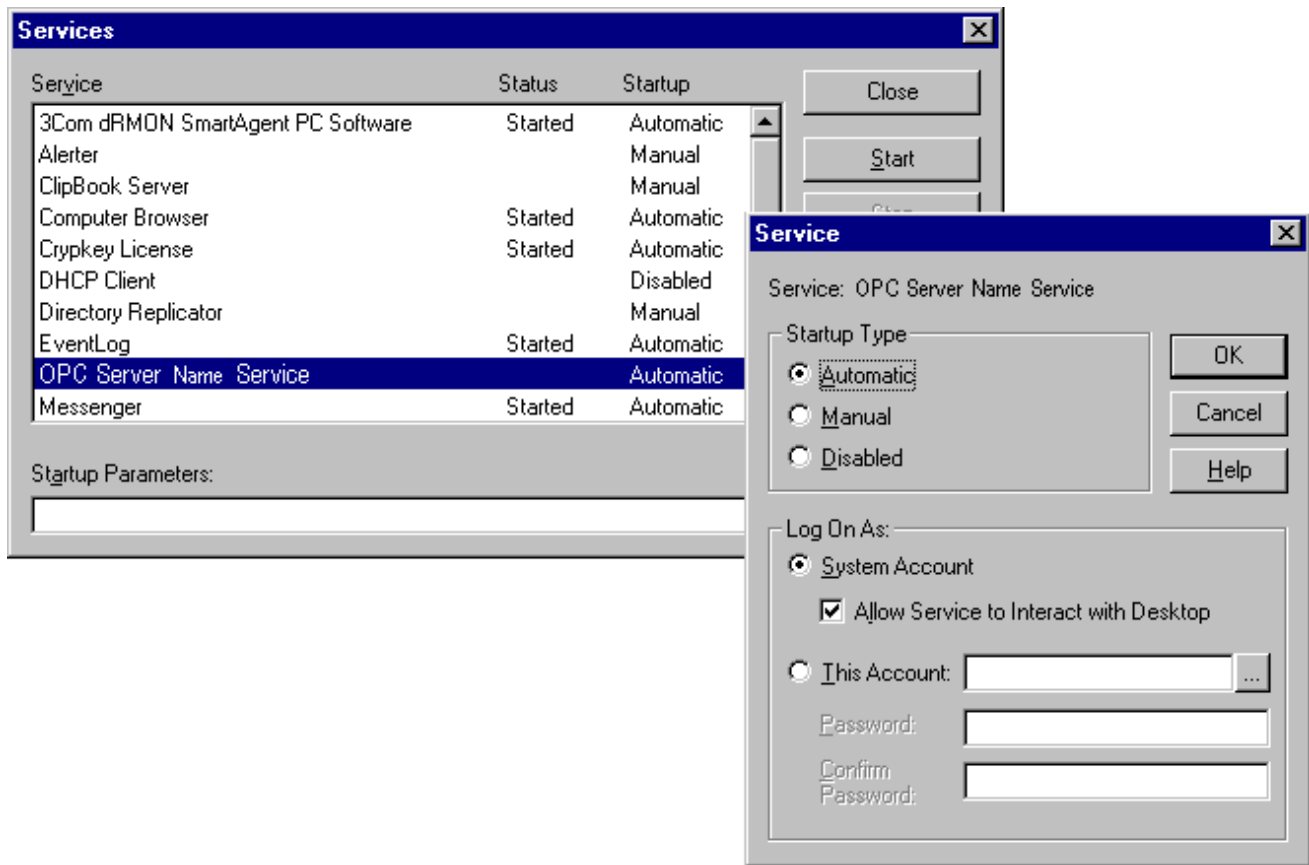 Services
Service Status Startup
3Com dRMON SmartAgent PC Software Started Automatic
Alerter Manual
ClipBook Server Manual
Computer Browser Started Automatic
Crypkey License Started Automatic
DHCP Client Disabled
Directory Replicator Manual
EventLog Started Automatic
OPC Server Name Service Automatic
Messenger Started Automatic
Startup Parameters:
Close
Start
Service
Service: OPC Server Name Service
Startup Type
Automatic
Manual
Disabled
OK
Cancel
Help
Log On As:
System Account
Allow Service to Interact with Desktop
This Account:
...
Password:
Confirm
Password: